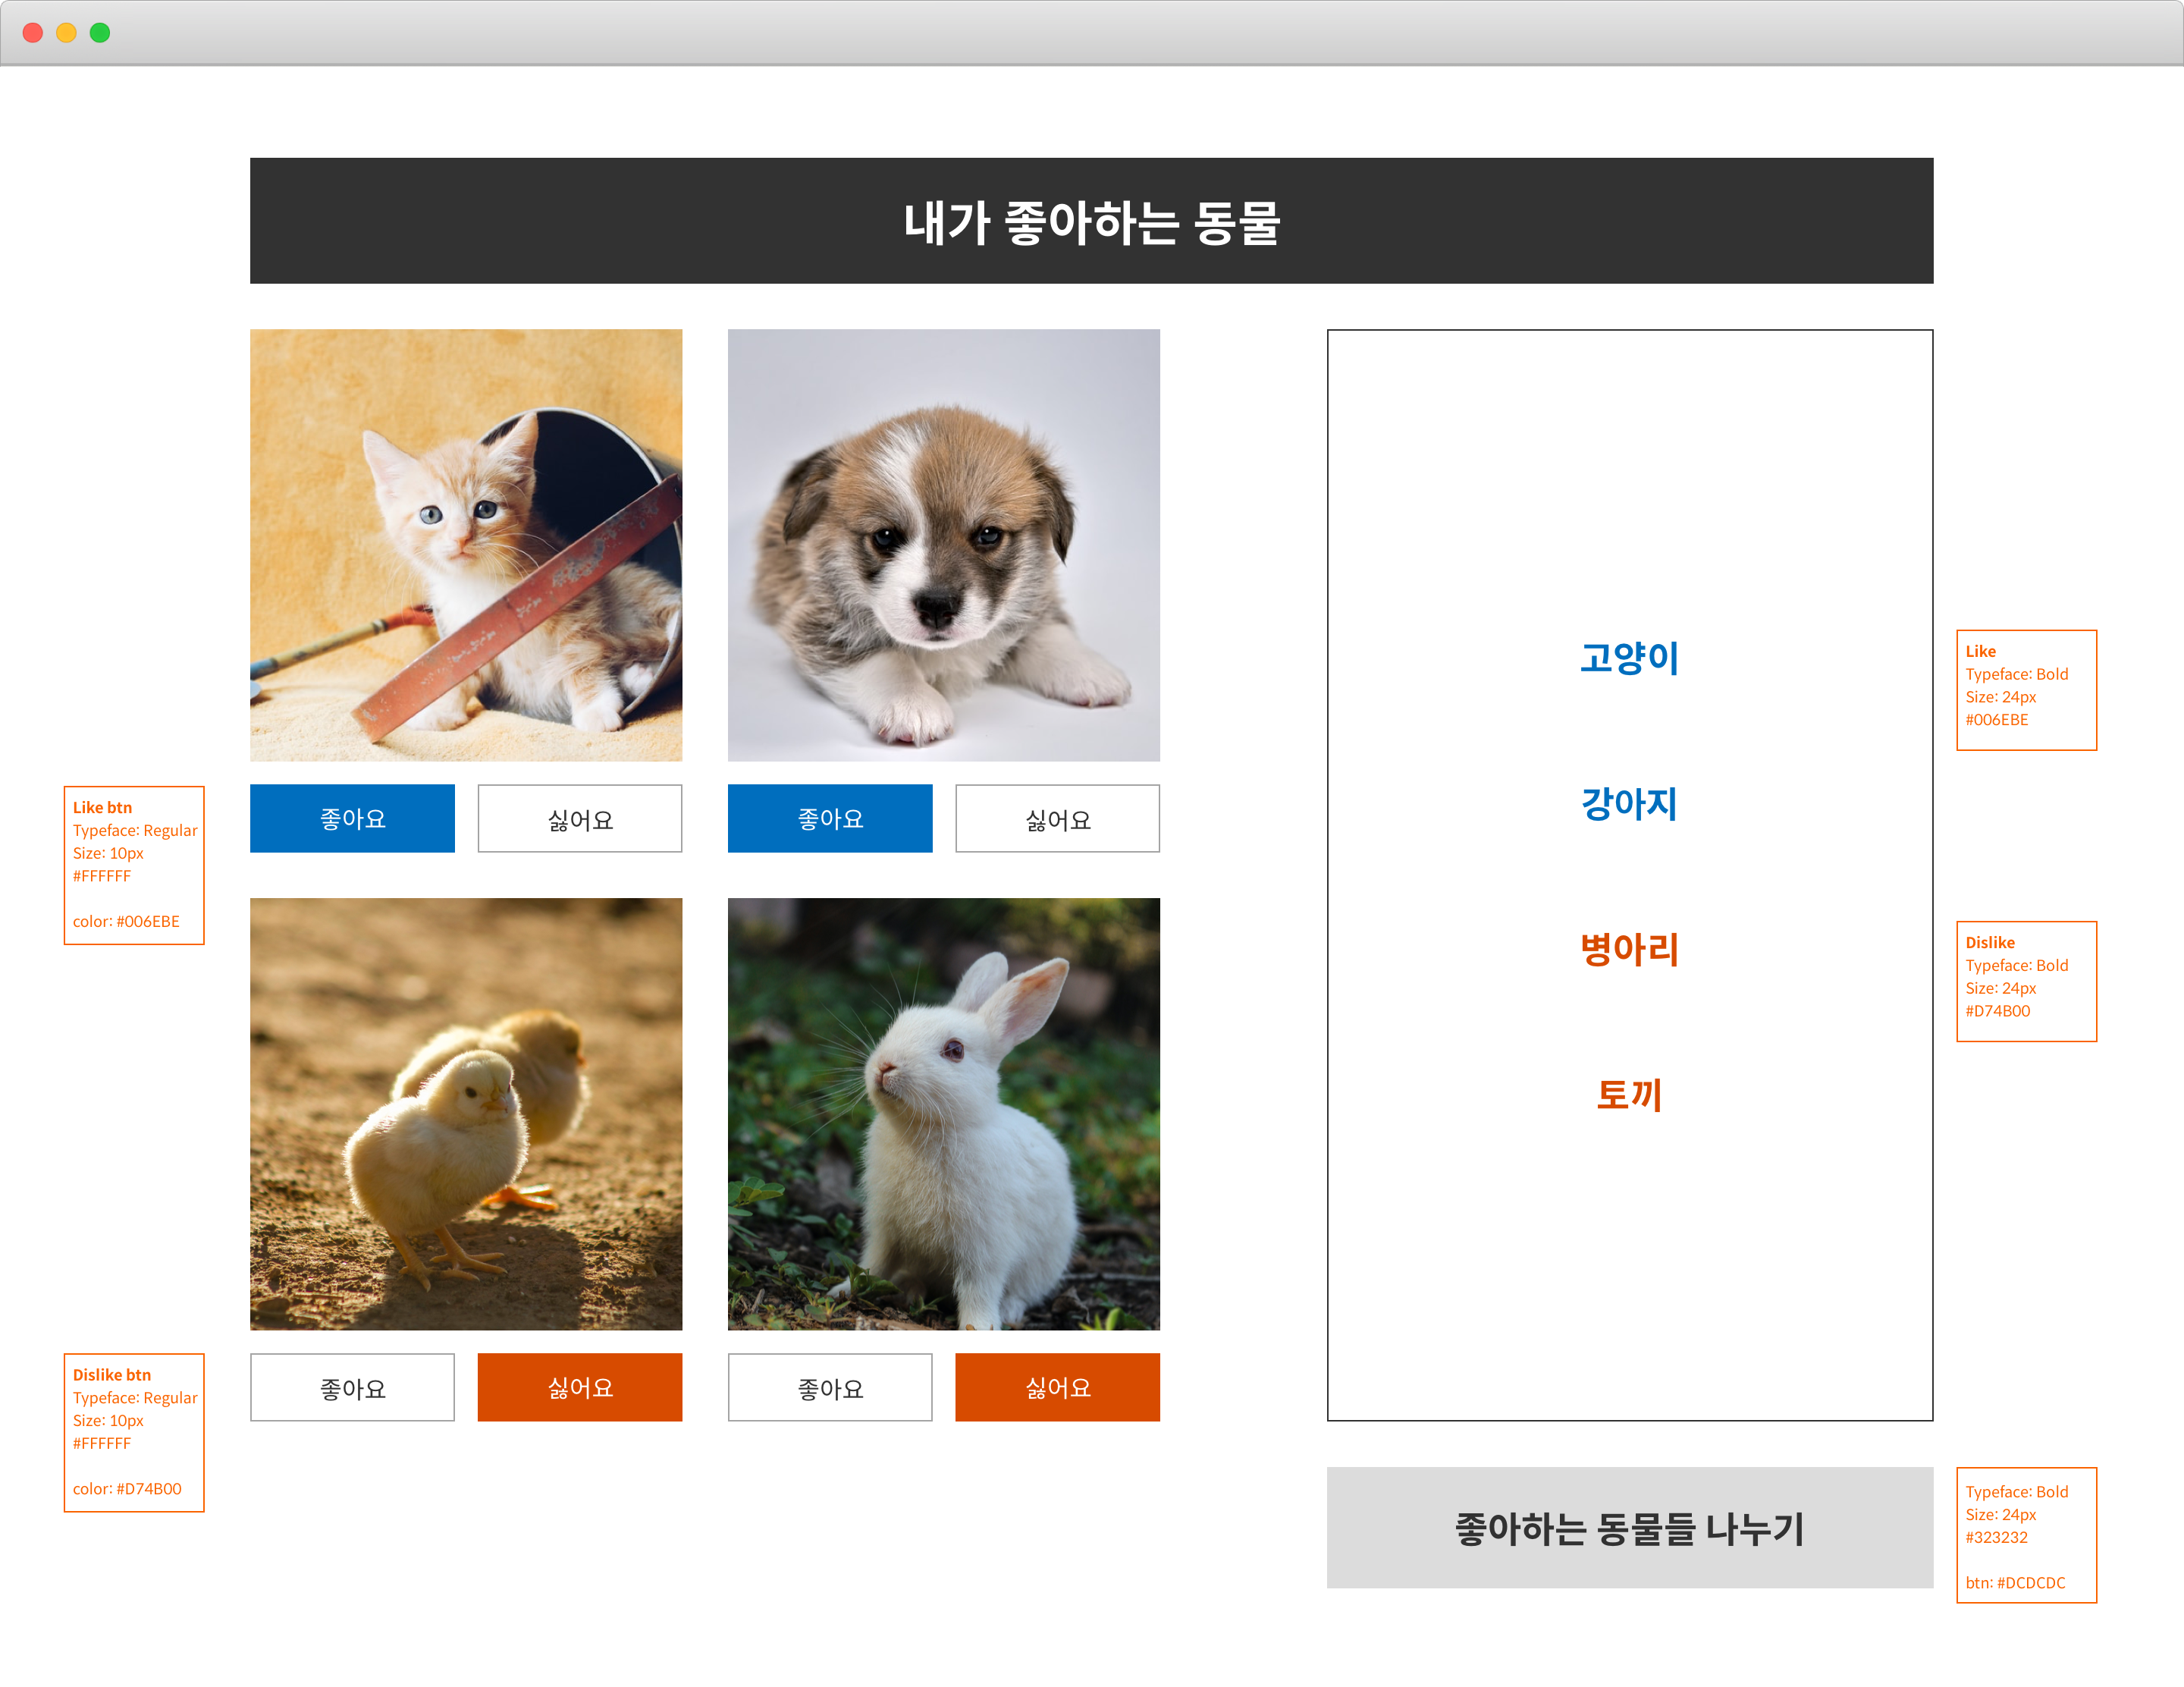 내가 좋아하는 동물
좋아요
싫어요
좋아요
싫어요
Like btn
Typeface: Regular
Size: 10px
#FFFFFF
color: #006EBE
좋아요
싫어요
좋아요
싫어요
Dislike btn
Typeface: Regular
Size: 10px
#FFFFFF
color: #D74B00
고양이
강아지
병아리
토끼
Like
Typeface: Bold
Size: 24px
#006EBE
Dislike
Typeface: Bold
Size: 24px
#D74B00
좋아하는 동물들 나누기
Typeface: Bold
Size: 24px
#323232
btn: #DCDCDC